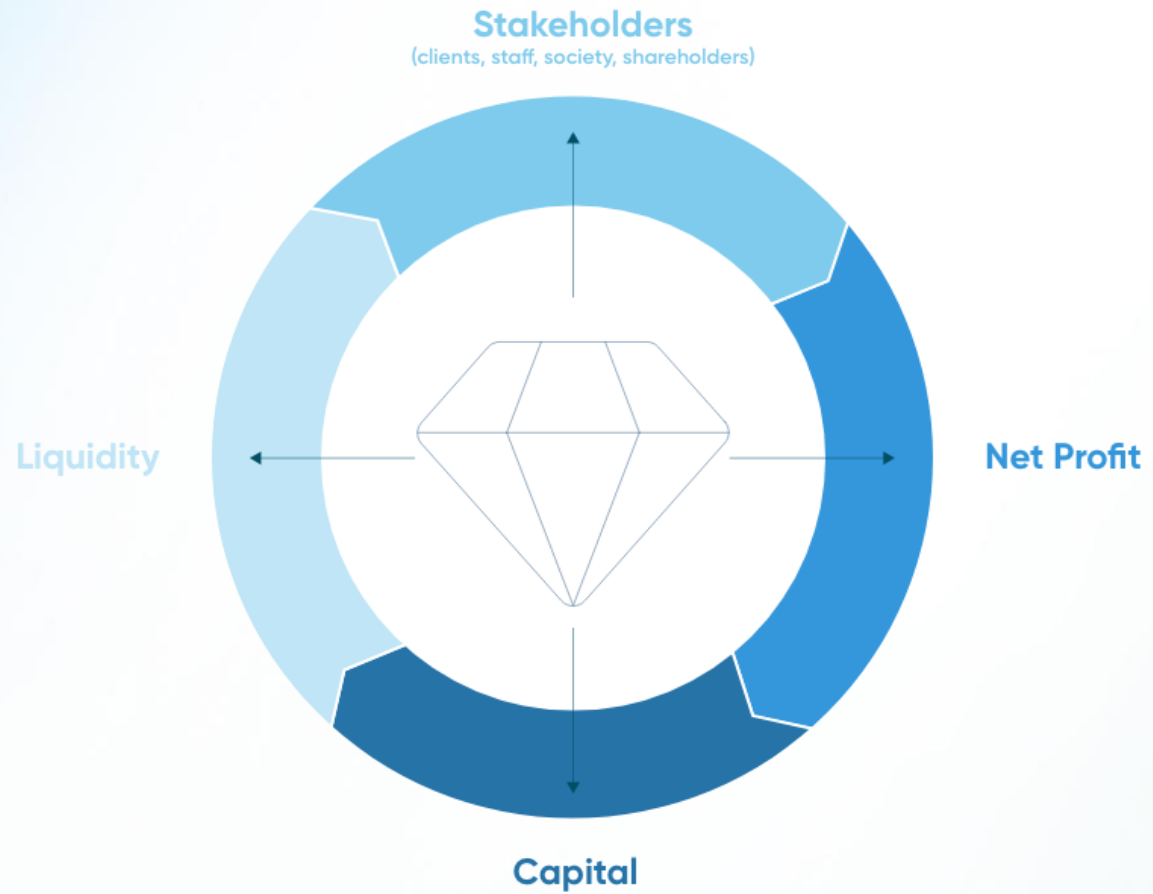 Stakeholders
(clients, staff, society, shareholders)
Liquidity
Net Profit
Capital